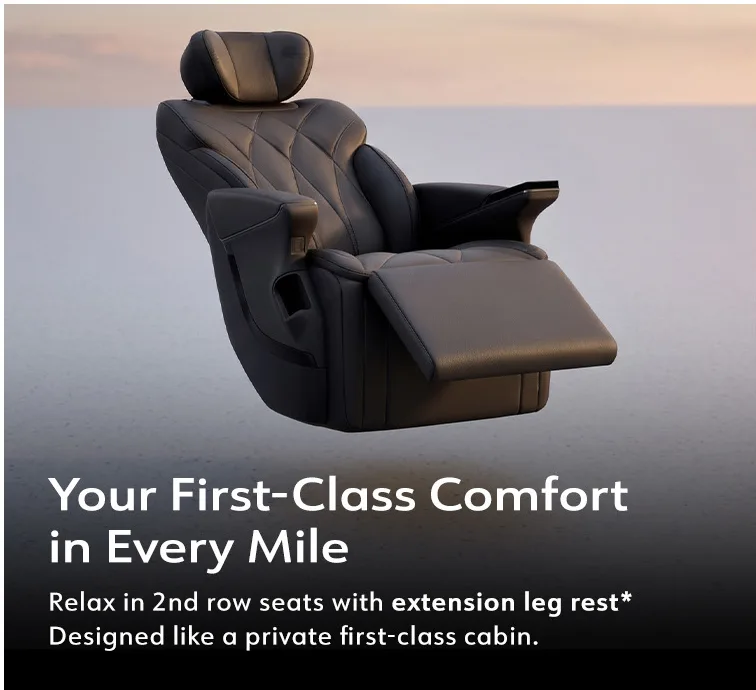 Your First-Class Comfort
in Every Mile
Relax in 2nd row seats with extension leg rest*
Designed like a private first-class cabin.